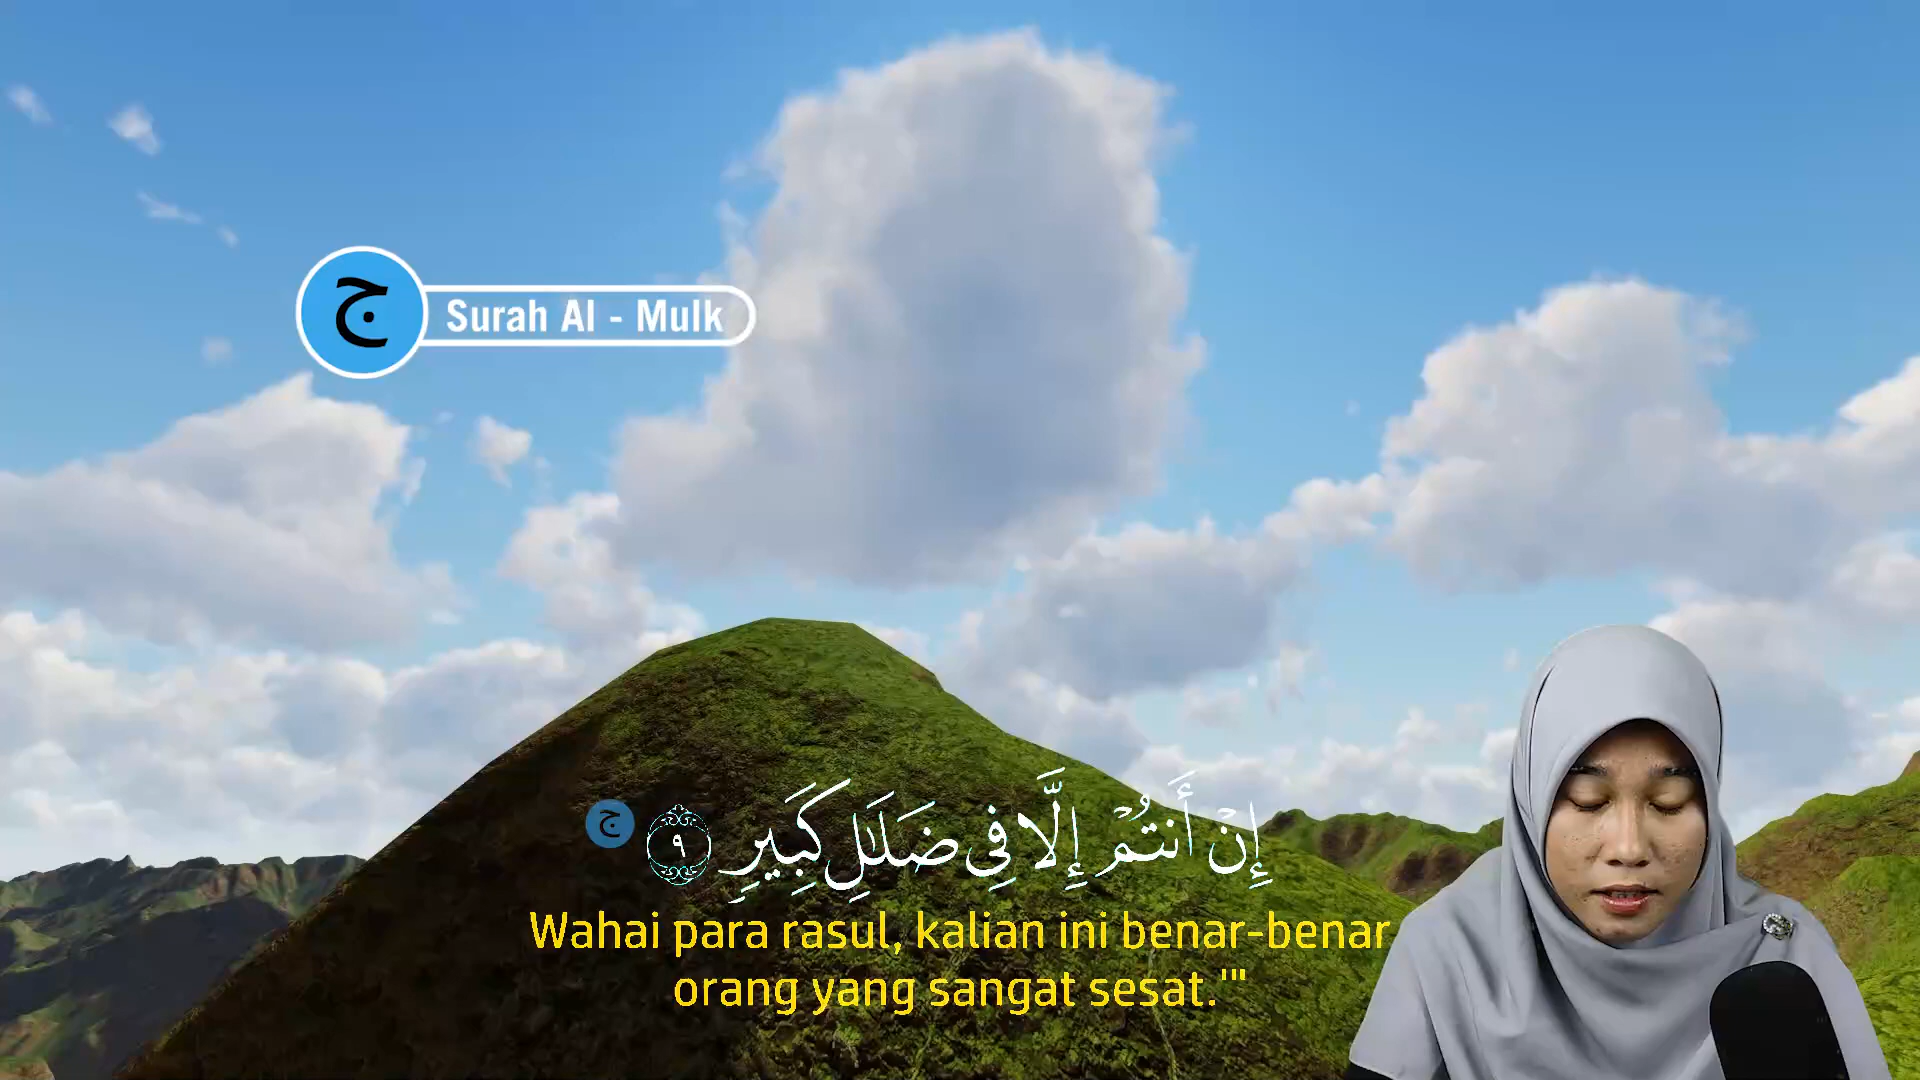 ج
Surah Al - Mulk
إِنْ أَنتُمْ إِلَّا فِى ضَلَـٰلٍ كَبِيرٍ ٩ ج
Wahai para rasul, kalian ini benar-benar
orang yang sangat sesat.'"